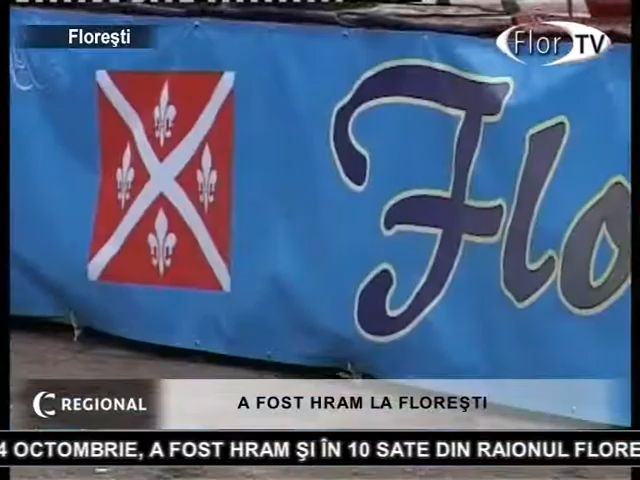 Floreşti
Flor TV
Flo
REGIONAL
A FOST HRAM LA FLOREŞTI
4 OCTOMBRIE, A FOST HRAM ŞI ÎN 10 SATE DIN RAIONUL FLORE